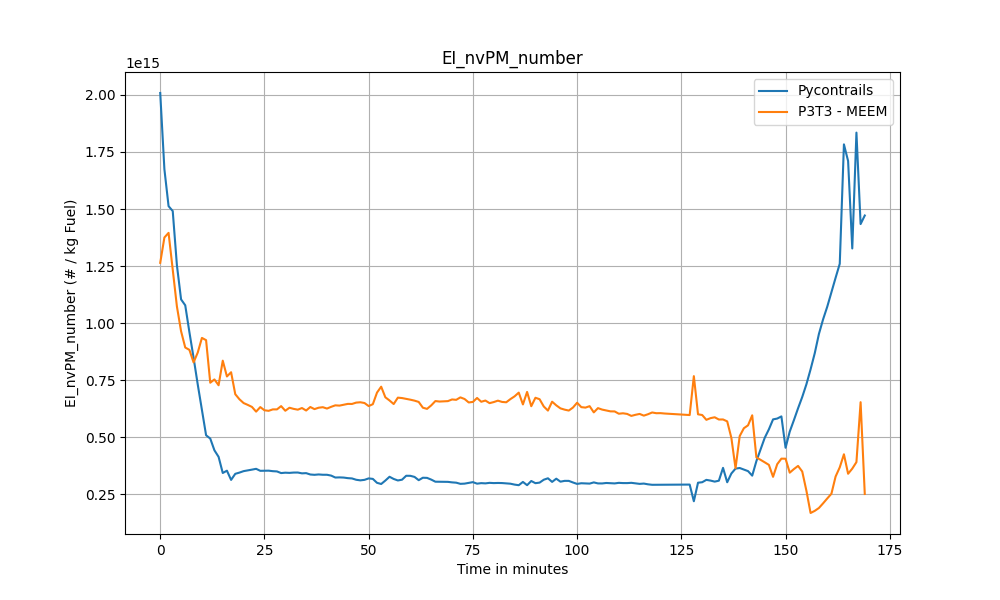 EI_nvPM_number
1e15
Pycontrails
P3T3 - MEEM
EI_nvPM_number (# / kg Fuel)
2.00
1.75
1.50
1.25
1.00
0.75
0.50
0.25
0 25 50 75 100 125 150 175
Time in minutes